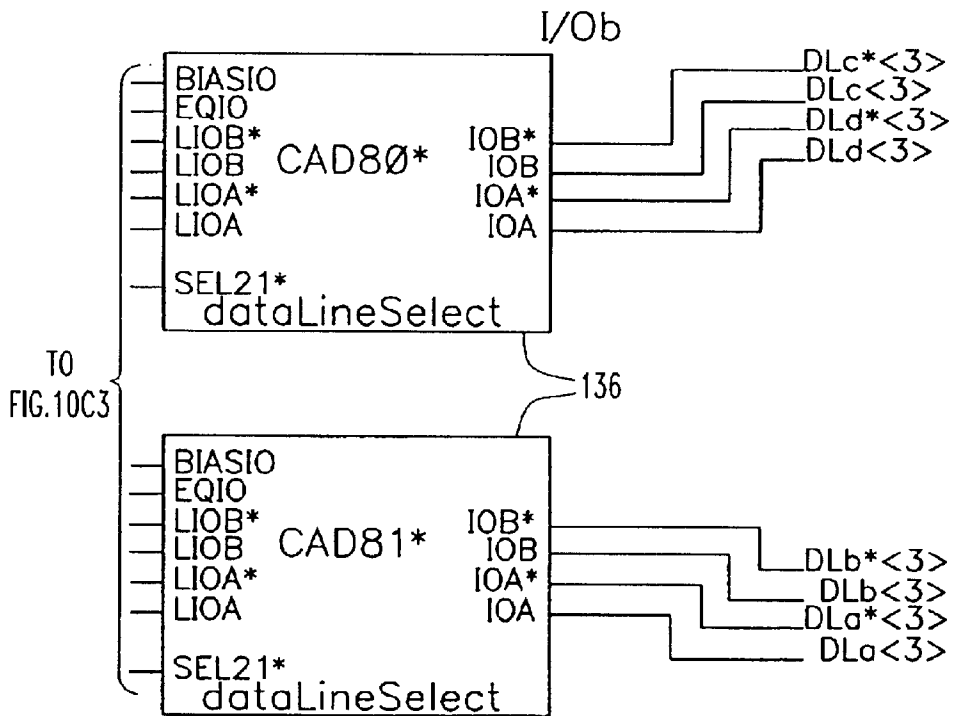 I/Ob
BIASIO
EQIO
LIOB*
LIOB
LIOA*
LIOA
SEL21*
CAD80*
dataLineSelect
IOB*
IOB
IOA*
IOA
DLc*<3>
DLc<3>
DLd*<3>
DLd<3>
TO
FIG.10C3
136
BIASIO
EQIO
LIOB*
LIOB
LIOA*
LIOA
SEL21*
CAD81*
dataLineSelect
IOB*
IOB
IOA*
IOA
DLb*<3>
DLb<3>
DLa*<3>
DLa<3>